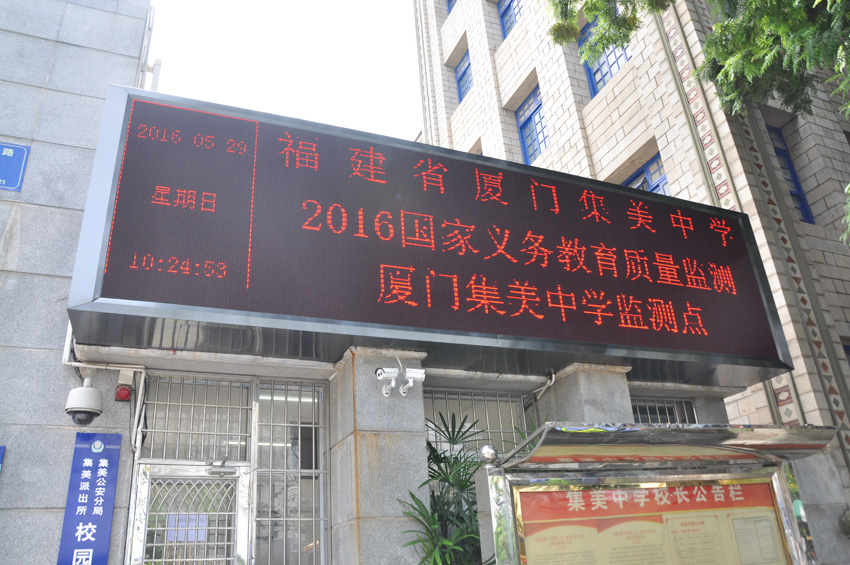 2016 05 29
星期日
10:24:53
福建省厦门集美中学
2016国家义务教育质量监测
厦门集美中学监测点
路
集美公安分局
集美派出所
校园
集美中学校长公告栏